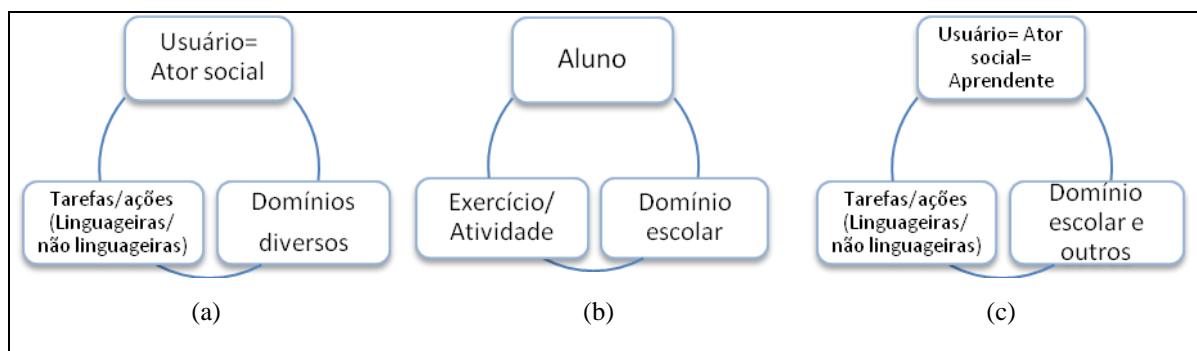 Usuário=
Ator social
Tarefas/ações
(Linguageiras/
não linguageiras)
Domínios
diversos
(a)
Aluno
Exercício/
Atividade
Domínio
escolar
(b)
Usuário= Ator
social=
Aprendente
Tarefas/ações
(Linguageiras/
não linguageiras)
Domínio
escolar e
outros
(c)